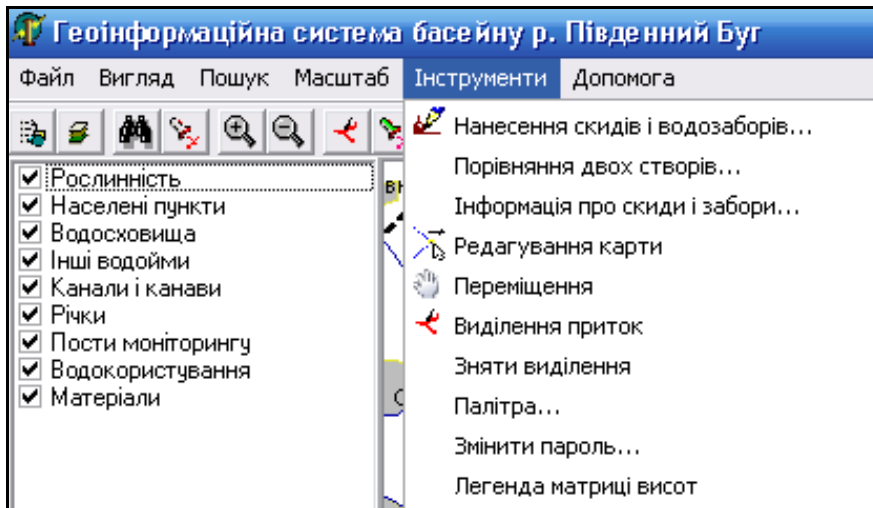 Геоінформаційна система басейну р. Південний Буг
Файл Вигляд Пошук Масштаб Інструменти Допомога
Рослинність
Населені пункти
Водосховища
Інші водойми
Канали і канави
Річки
Пости моніторингу
Водокористування
Матеріали
Нанесення скидів і водозаборів...
Порівняння двох створів...
Інформація про скиди і забори...
Редагування карти
Переміщення
Виділення приток
Зняти виділення
Палітра...
Змінити пароль...
Легенда матриці висот